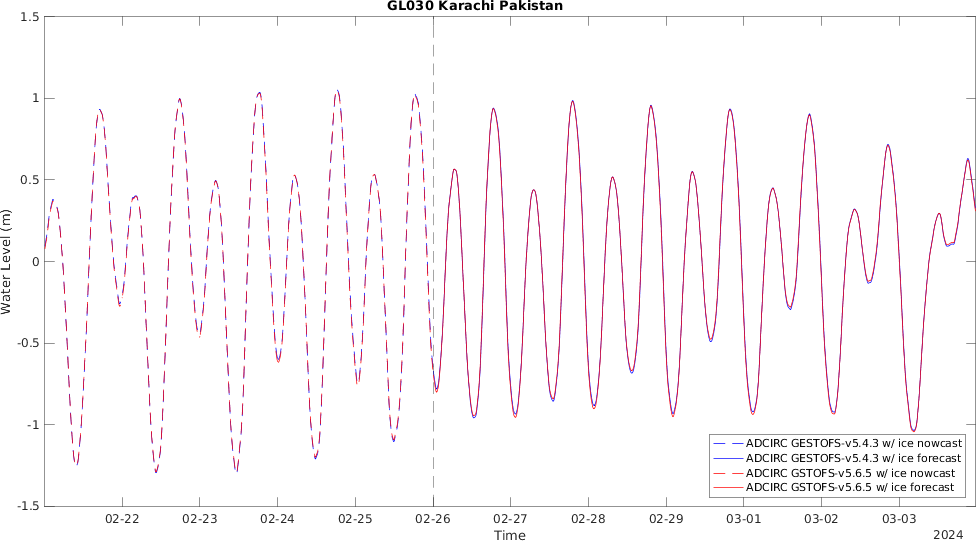 GL030 Karachi Pakistan
1.5
1
0.5
0
-0.5
-1
-1.5
Water Level (m)
ADCIRC GESTOFS-v5.4.3 w/ ice nowcast
ADCIRC GESTOFS-v5.4.3 w/ ice forecast
ADCIRC GSTOFS-v5.6.5 w/ ice nowcast
ADCIRC GSTOFS-v5.6.5 w/ ice forecast
02-22 02-23 02-24 02-25 02-26 02-27 02-28 02-29 03-01 03-02 03-03
Time
2024